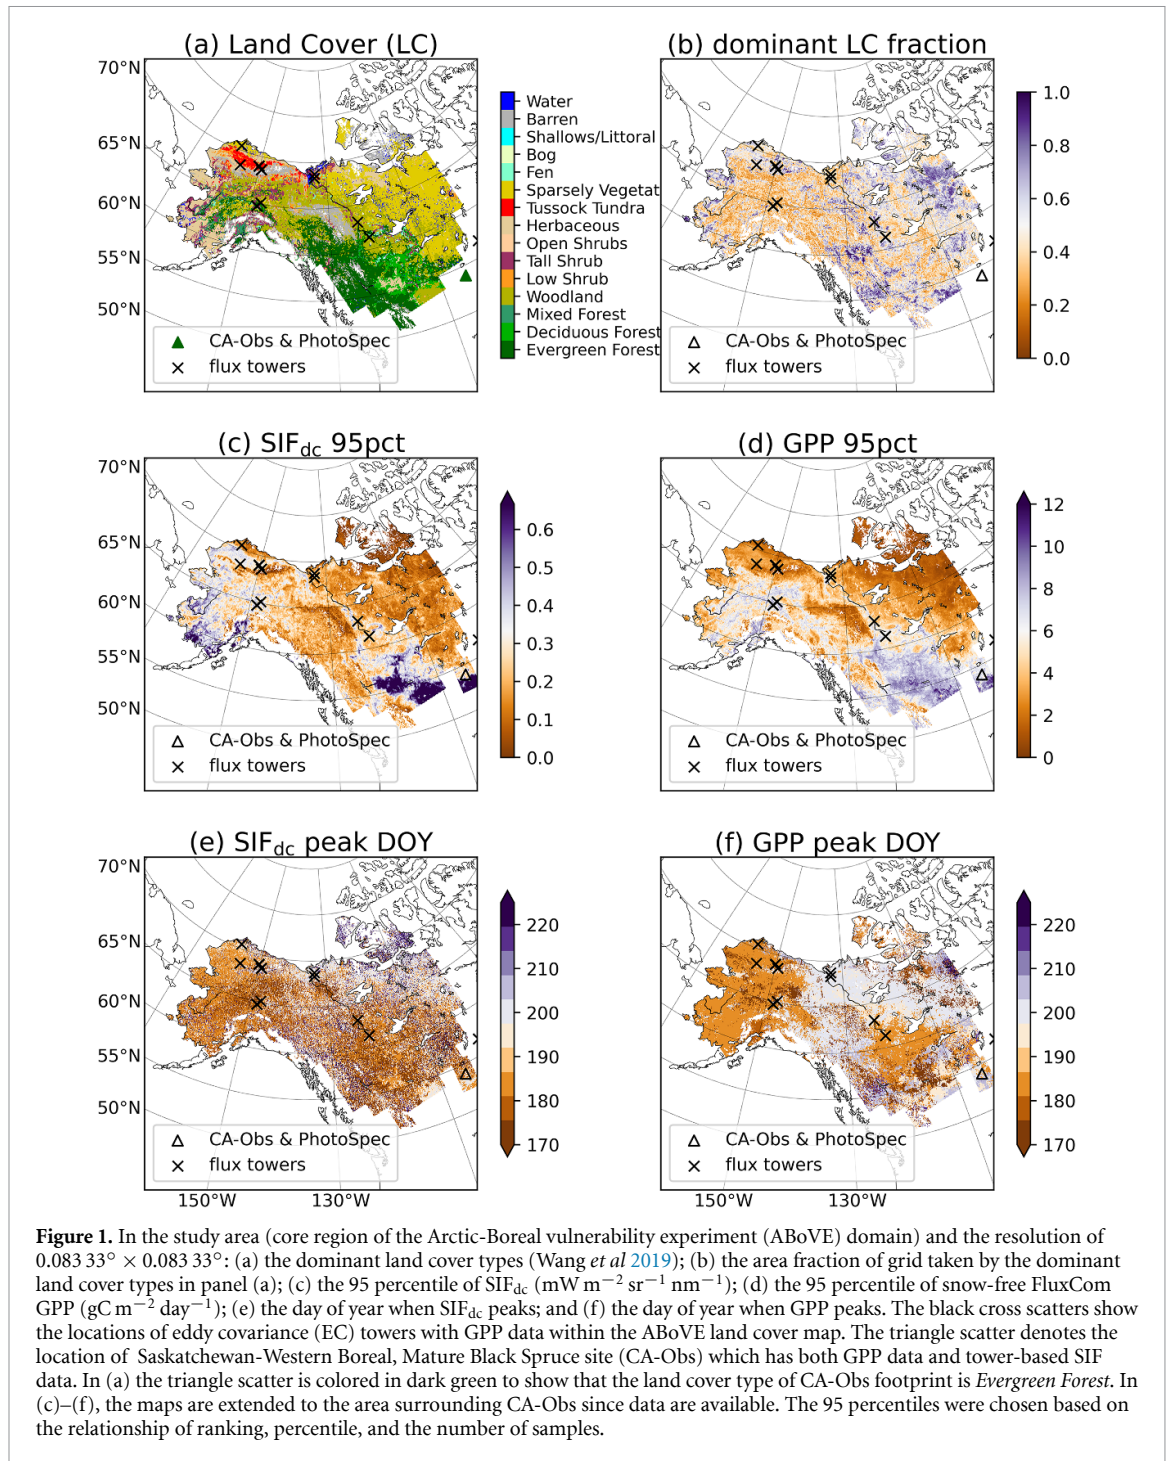 (a) Land Cover (LC)
(b) dominant LC fraction
70°N
65°N
60°N
55°N
50°N
Water
Barren
Shallows/Littoral
Bog
Fen
Sparsely Vegetat
Tussock Tundra
Herbaceous
Open Shrubs
Tall Shrub
Low Shrub
Woodland
Mixed Forest
Deciduous Forest
Evergreen Forest
CA-Obs & PhotoSpec
flux towers
CA-Obs & PhotoSpec
flux towers
1.0
0.8
0.6
0.4
0.2
0.0
(c) SIFdc 95pct
(d) GPP 95pct
70°N
65°N
60°N
55°N
50°N
CA-Obs & PhotoSpec
flux towers
0.6
0.5
0.4
0.3
0.2
0.1
0.0
CA-Obs & PhotoSpec
flux towers
12
10
8
6
4
2
0
(e) SIFdc peak DOY
(f) GPP peak DOY
70°N
65°N
60°N
55°N
50°N
CA-Obs & PhotoSpec
flux towers
220
210
200
190
180
170
CA-Obs & PhotoSpec
flux towers
220
210
200
190
180
170
150°W
130°W
150°W
130°W
Figure 1. In the study area (core region of the Arctic-Boreal vulnerability experiment (ABoVE) domain) and the resolution of
0.083 33° × 0.083 33°: (a) the dominant land cover types (Wang et al 2019); (b) the area fraction of grid taken by the dominant
land cover types in panel (a); (c) the 95 percentile of SIFdc (mW m−2 sr−1 nm−1); (d) the 95 percentile of snow-free FluxCom
GPP (gC m−2 day−1); (e) the day of year when SIFdc peaks; and (f) the day of year when GPP peaks. The black cross scatters show
the locations of eddy covariance (EC) towers with GPP data within the ABoVE land cover map. The triangle scatter denotes the
location of Saskatchewan-Western Boreal, Mature Black Spruce site (CA-Obs) which has both GPP data and tower-based SIF
data. In (a) the triangle scatter is colored in dark green to show that the land cover type of CA-Obs footprint is Evergreen Forest. In
(c)–(f), the maps are extended to the area surrounding CA-Obs since data are available. The 95 percentiles were chosen based on
the relationship of ranking, percentile, and the number of samples.